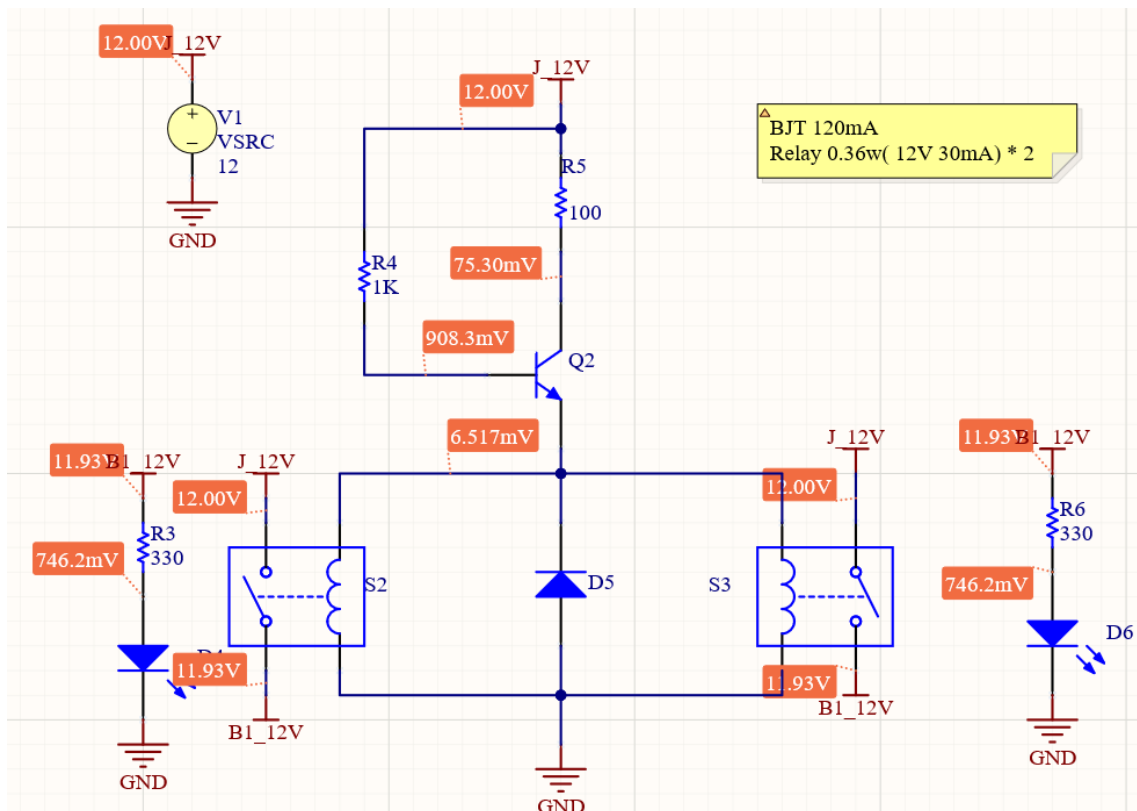 12.00V
J_12V
V1
VSRC
12
GND
J_12V
12.00V
R5
100
BJT 120mA
Relay 0.36w( 12V 30mA) * 2
75.30mV
R4
1K
908.3mV
Q2
6.517mV
11.93V
B1_12V
J_12V
12.00V
R3
330
746.2mV
S2
11.93V
B1_12V
GND
D5
GND
J_12V
12.00V
S3
11.93V
B1_12V
11.93V
B1_12V
R6
330
746.2mV
D6
GND